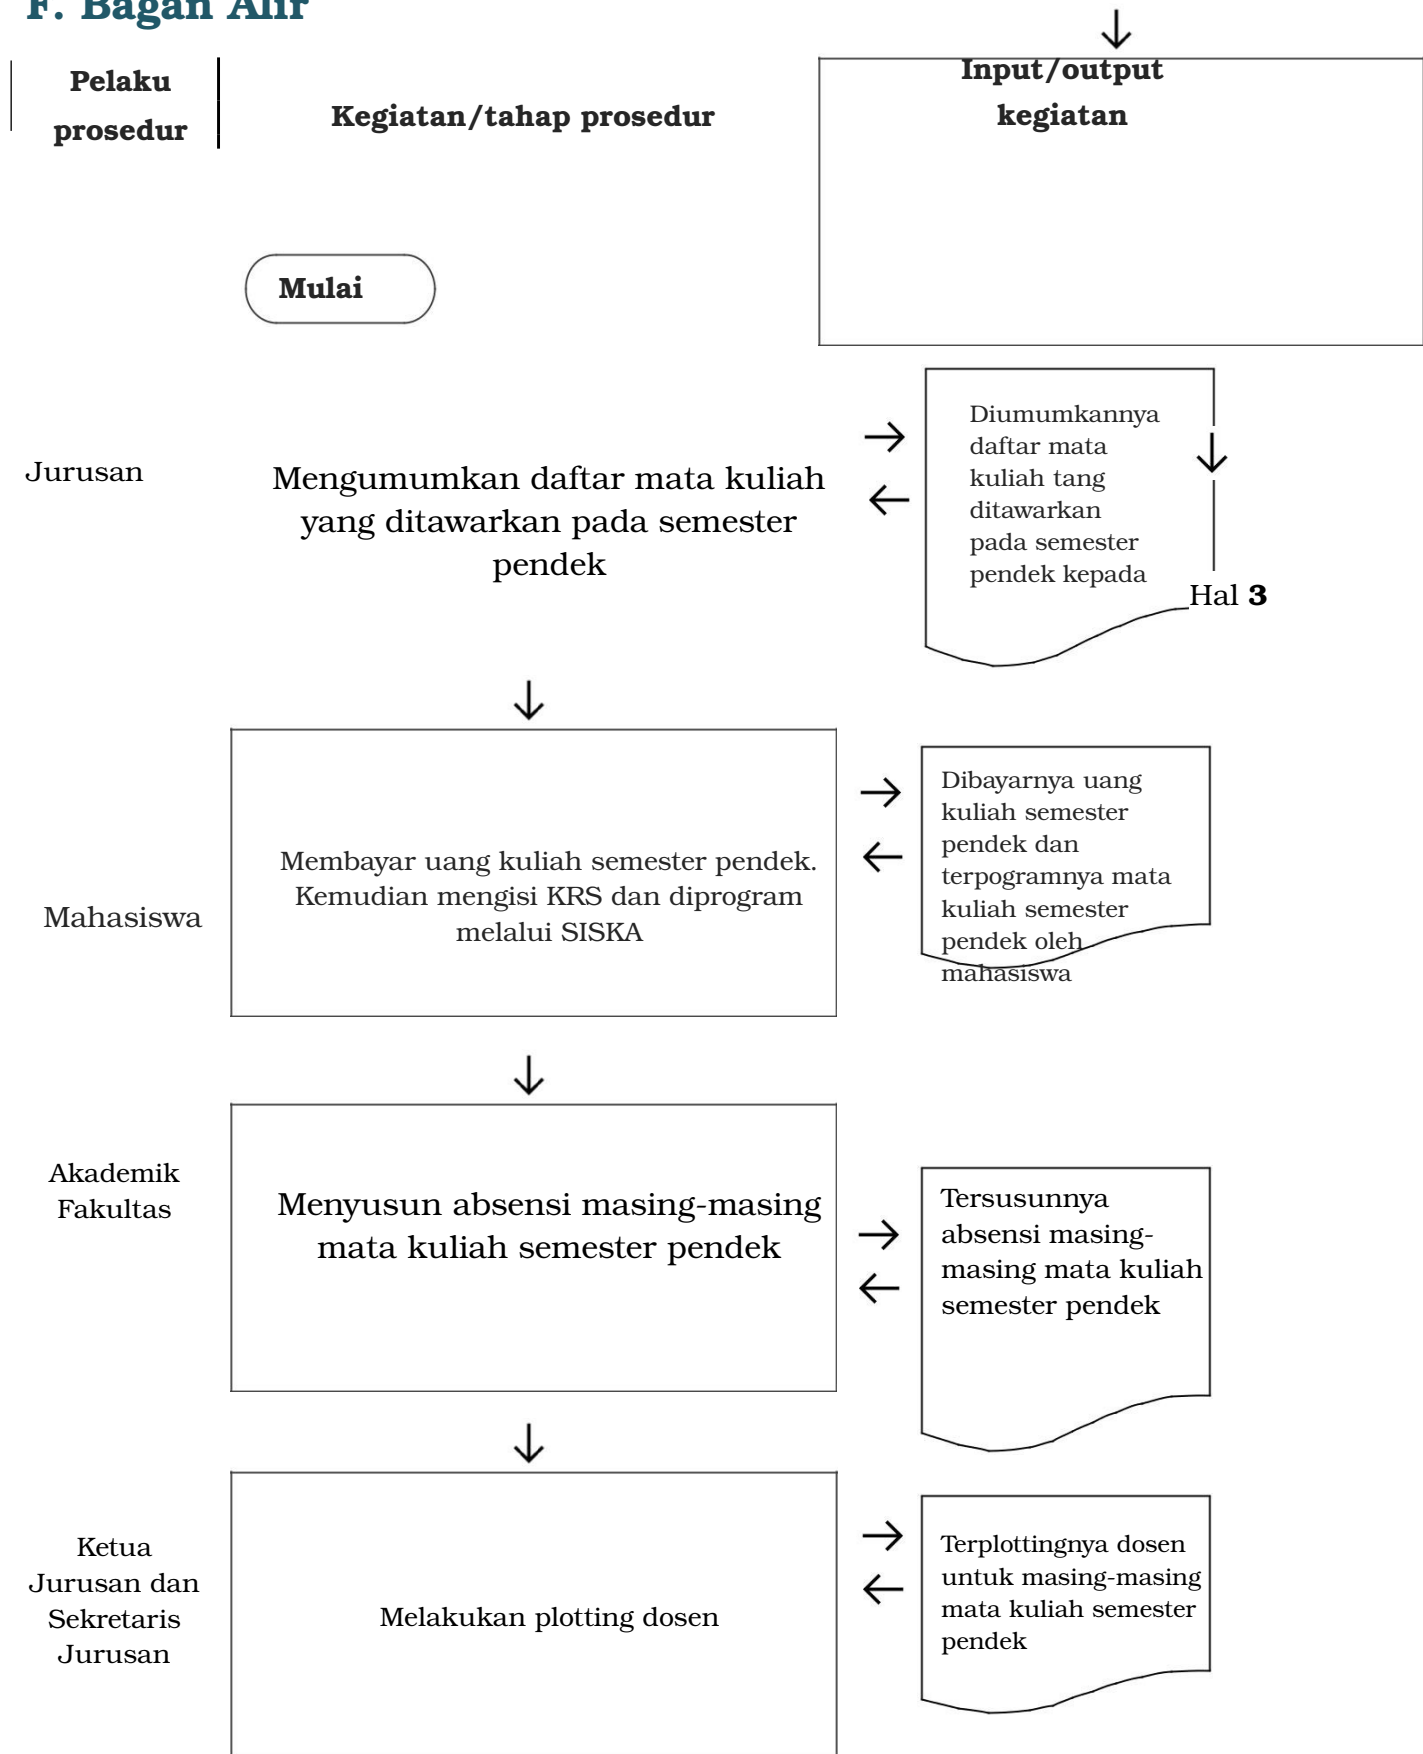 F. Bagan Alir
Pelaku
prosedur
Kegiatan/tahap prosedur
Input/output
kegiatan
Mulai
Jurusan
Mengumumkan daftar mata kuliah
yang ditawarkan pada semester
pendek
Diumumkannya
daftar mata
kuliah tang
ditawarkan
pada semester
pendek kepada
Hal 3
Mahasiswa
Membayar uang kuliah semester pendek.
Kemudian mengisi KRS dan diprogram
melalui SISKA
Dibayarnya uang
kuliah semester
pendek dan
terpogramnya mata
kuliah semester
pendek oleh
mahasiswa
Akademik
Fakultas
Menyusun absensi masing-masing
mata kuliah semester pendek
Tersusunnya
absensi masing-
masing mata kuliah
semester pendek
Ketua
Jurusan dan
Sekretaris
Jurusan
Melakukan plotting dosen
Terplottingnya dosen
untuk masing-masing
mata kuliah semester
pendek